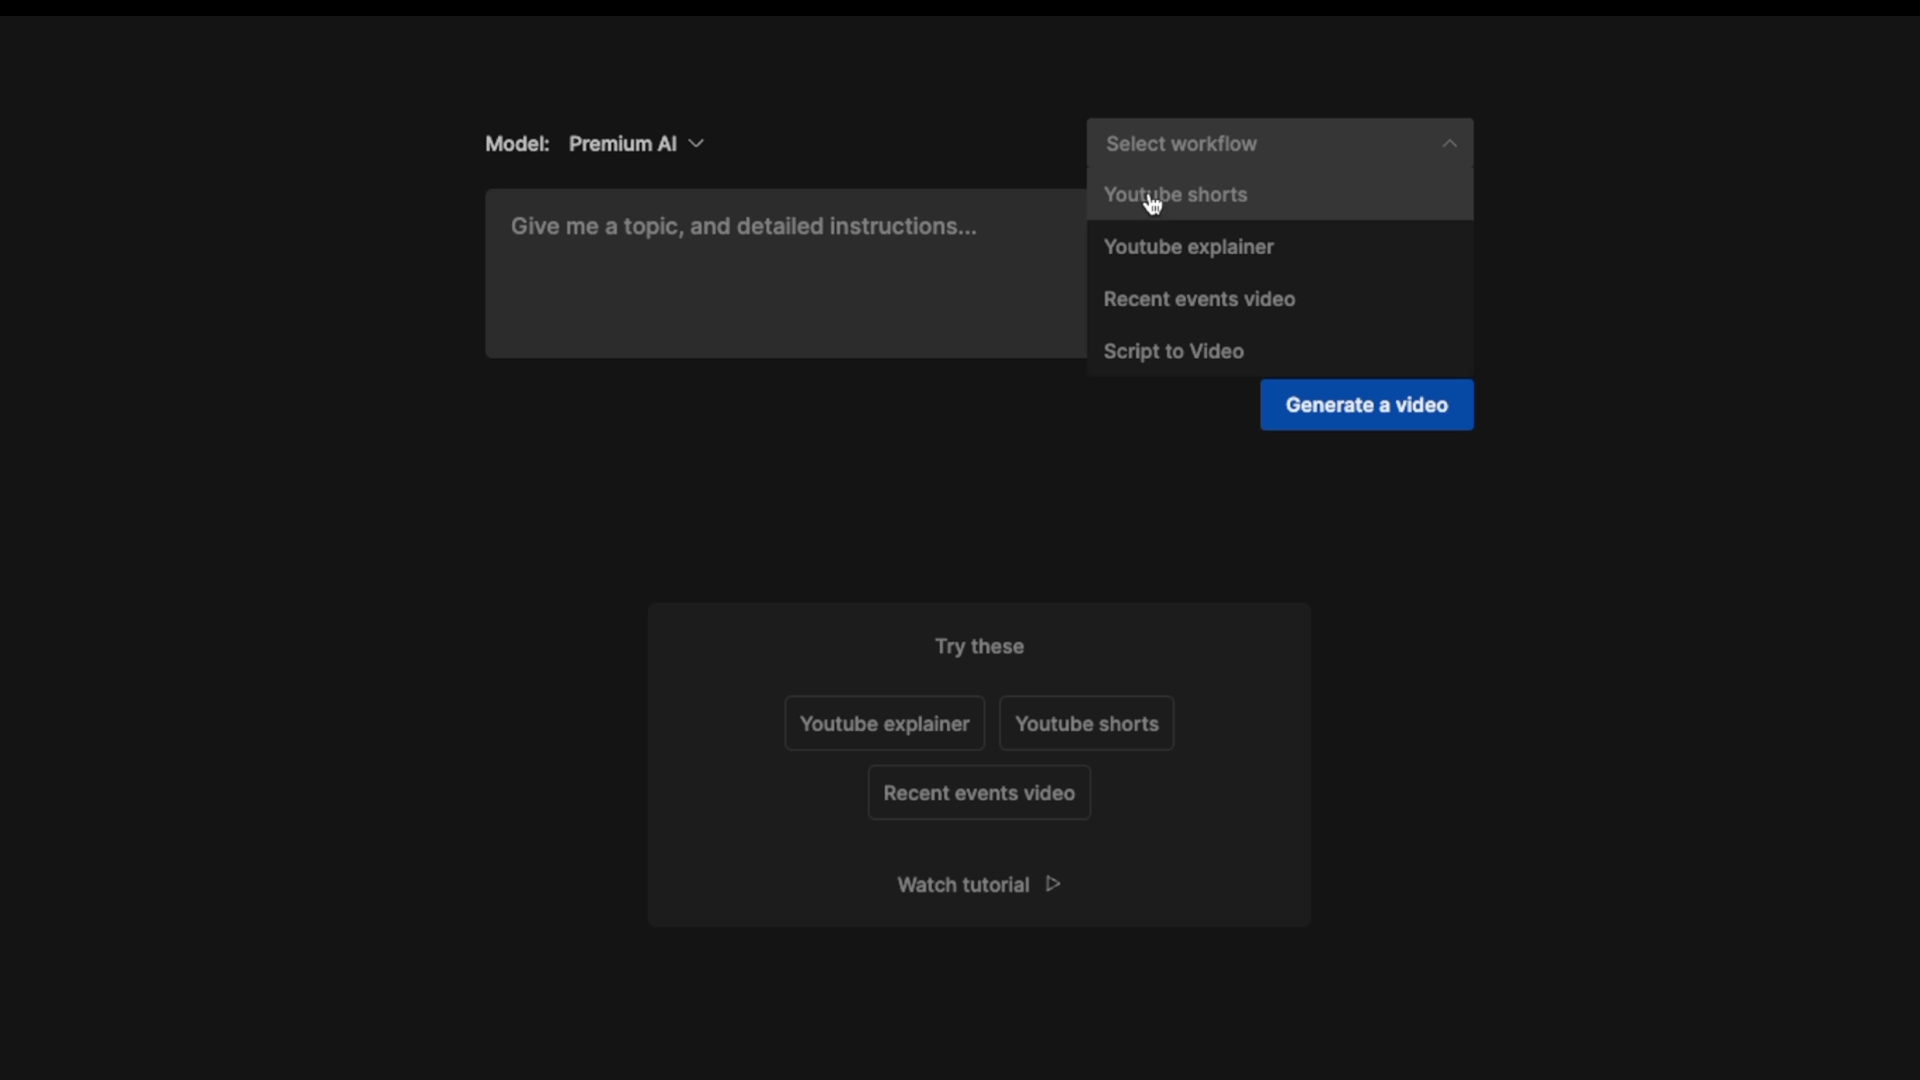 Model: Premium AI
Select workflow
Youtube shorts
Give me a topic, and detailed instructions...
Youtube explainer
Recent events video
Script to Video
Generate a video
Try these
Youtube explainer
Youtube shorts
Recent events video
Watch tutorial